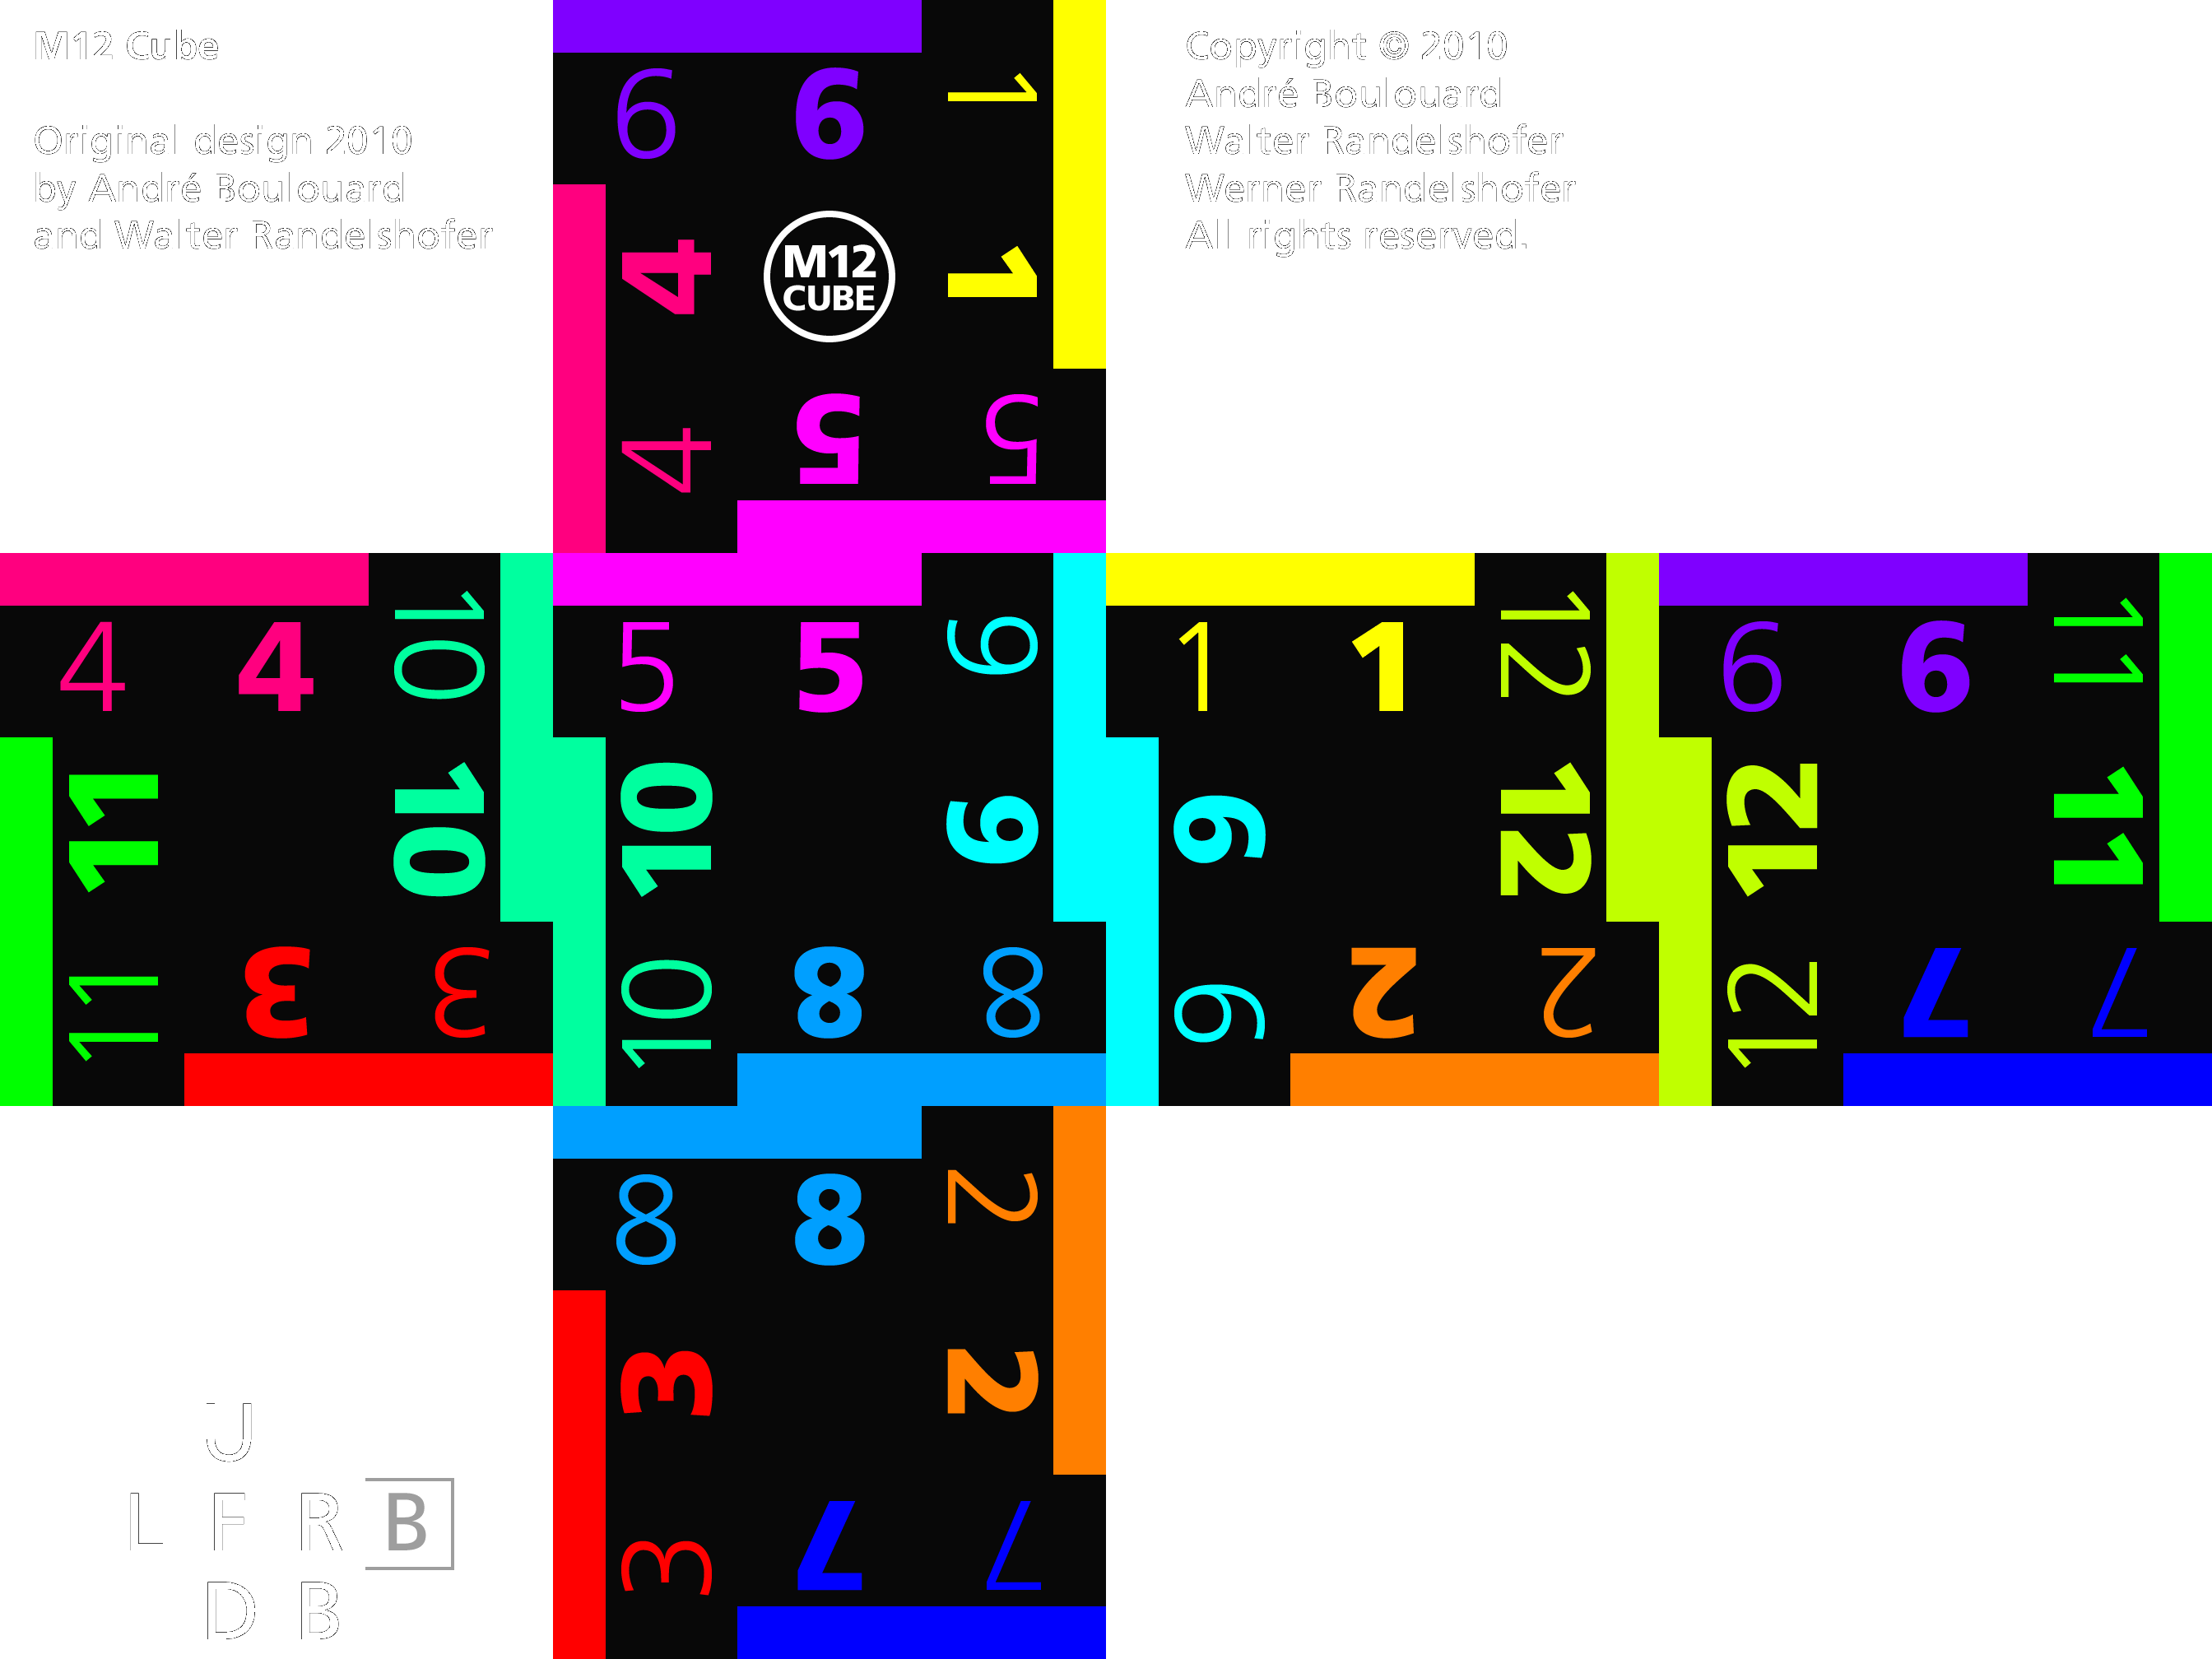 M12 Cube
Original design 2010
by André Boulouard
and Walter Randelshofer
Copyright © 2010
André Boulouard
Walter Randelshofer
Werner Randelshofer
All rights reserved.
6 6 1
4 M12 CUBE 1
4 5 5
4 4 10 5 5 9 1 1 12 6 6 11
11 10 10 9 9 12 12 11
11 3 3 10 8 8 9 2 2 12 7 7
8 8 2
3 2
3 7 7
U
L F R B
D B